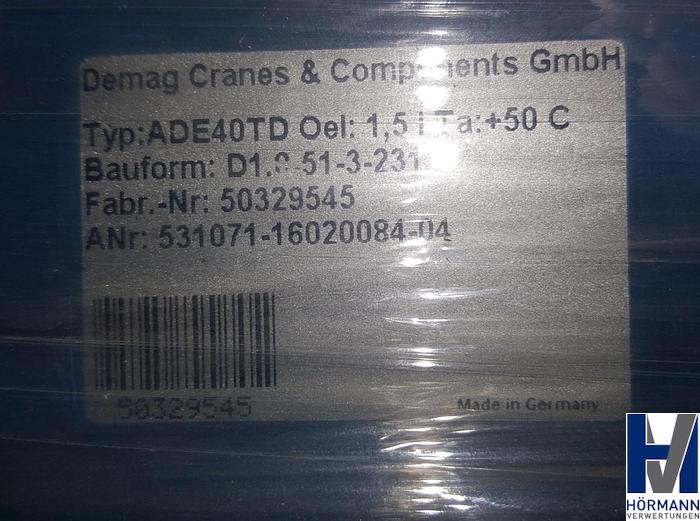 Demag Cranes & Components GmbH
Typ:ADE40TD Oel: 1,5 l Ta:+50 C
Bauform:
Fabr.-Nr: 50329545
ANr: 531071-16020084-04
50329545
Made in Germany
HÖRMANN
VERWERTUNGEN